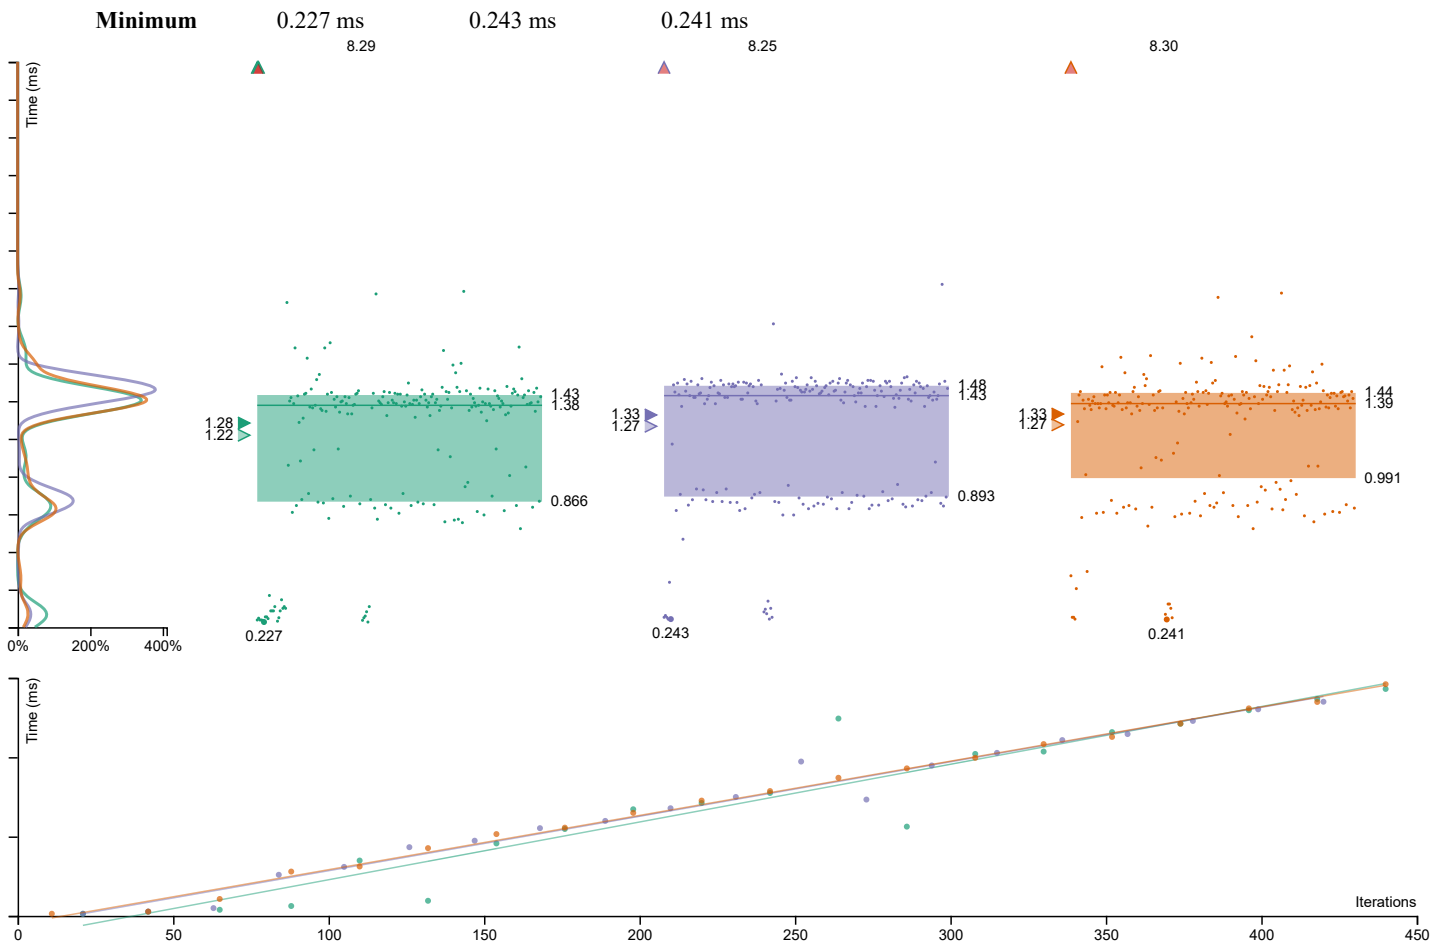 Minimum 0.227 ms 0.243 ms 0.241 ms
8.29 8.25 8.30
Time (ms)
1.43 1.48 1.44
1.38 1.43 1.39
1.28 1.33 1.33
1.22 1.27 1.27
0.866 0.893 0.991
0.227 0.243 0.241
0% 200% 400%
Time (ms)
Iterations
0 50 100 150 200 250 300 350 400 450